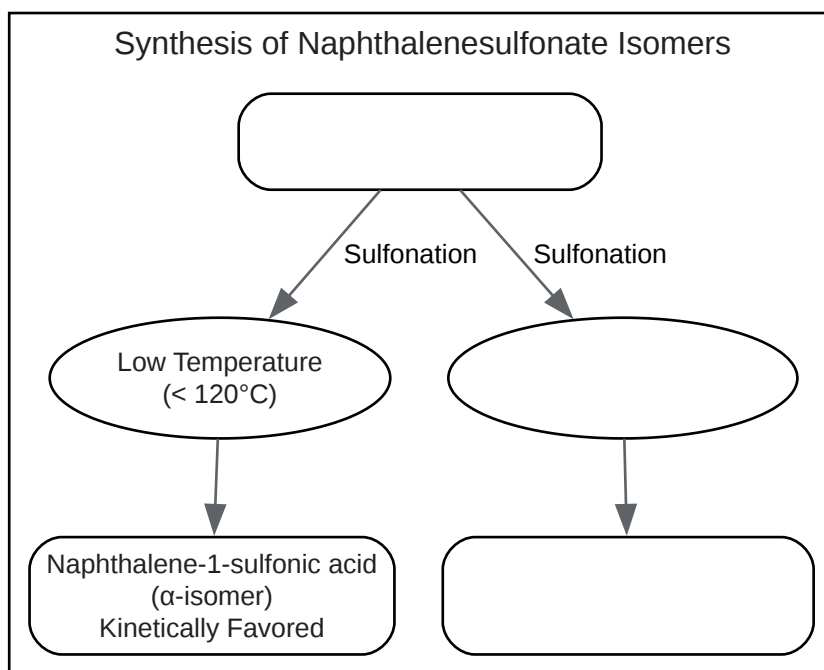 Synthesis of Naphthalenesulfonate Isomers
Sulfonation
Sulfonation
Low Temperature
(< 120°C)
Naphthalene-1-sulfonic acid
(α-isomer)
Kinetically Favored